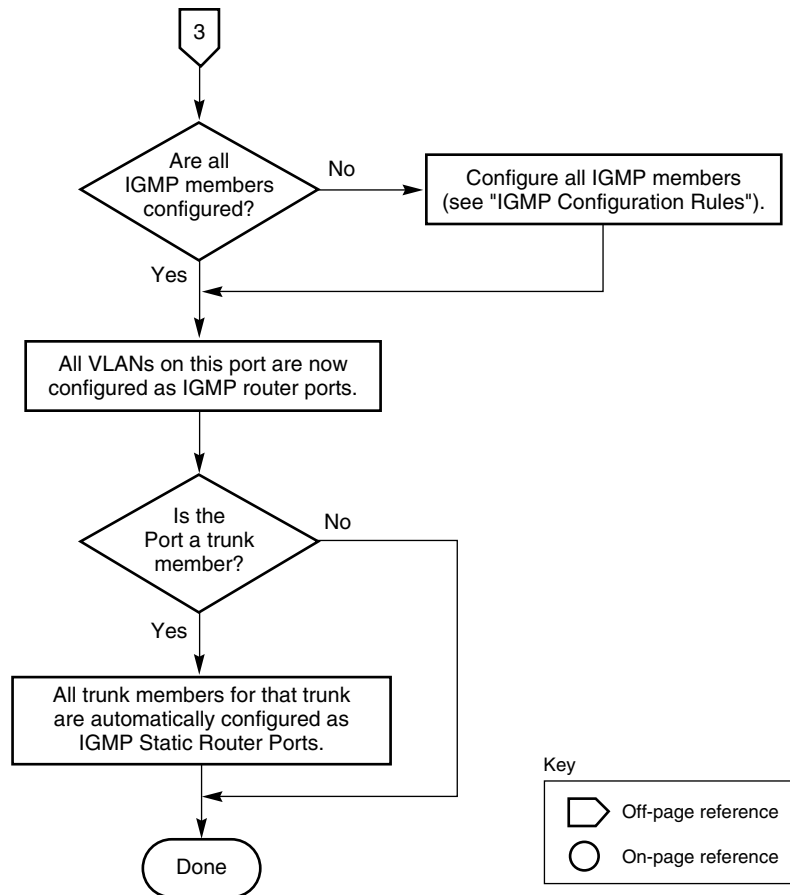 3
Are all
IGMP members
configured?
No
Configure all IGMP members
(see "IGMP Configuration Rules").
Yes
All VLANs on this port are now
configured as IGMP router ports.
Is the
Port a trunk
member?
No
Yes
All trunk members for that trunk
are automatically configured as
IGMP Static Router Ports.
Done
Key
Off-page reference
On-page reference